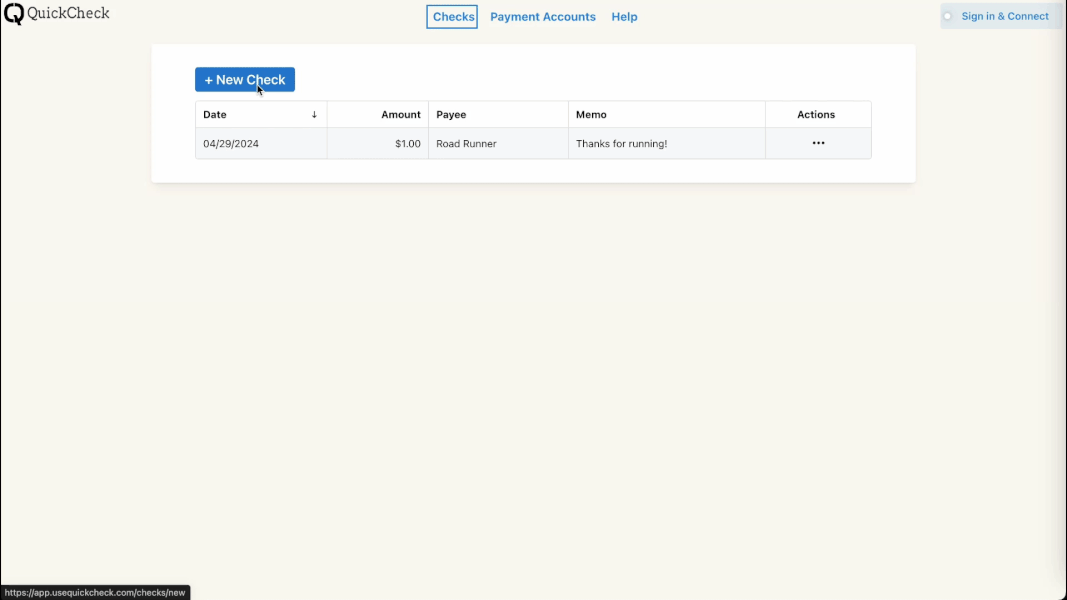 QuickCheck
Checks Payment Accounts Help
Sign in & Connect
+ New Check
Date ↓ Amount Payee Memo Actions
04/29/2024 $1.00 Road Runner Thanks for running! •••
https://app.usequickcheck.com/checks/new